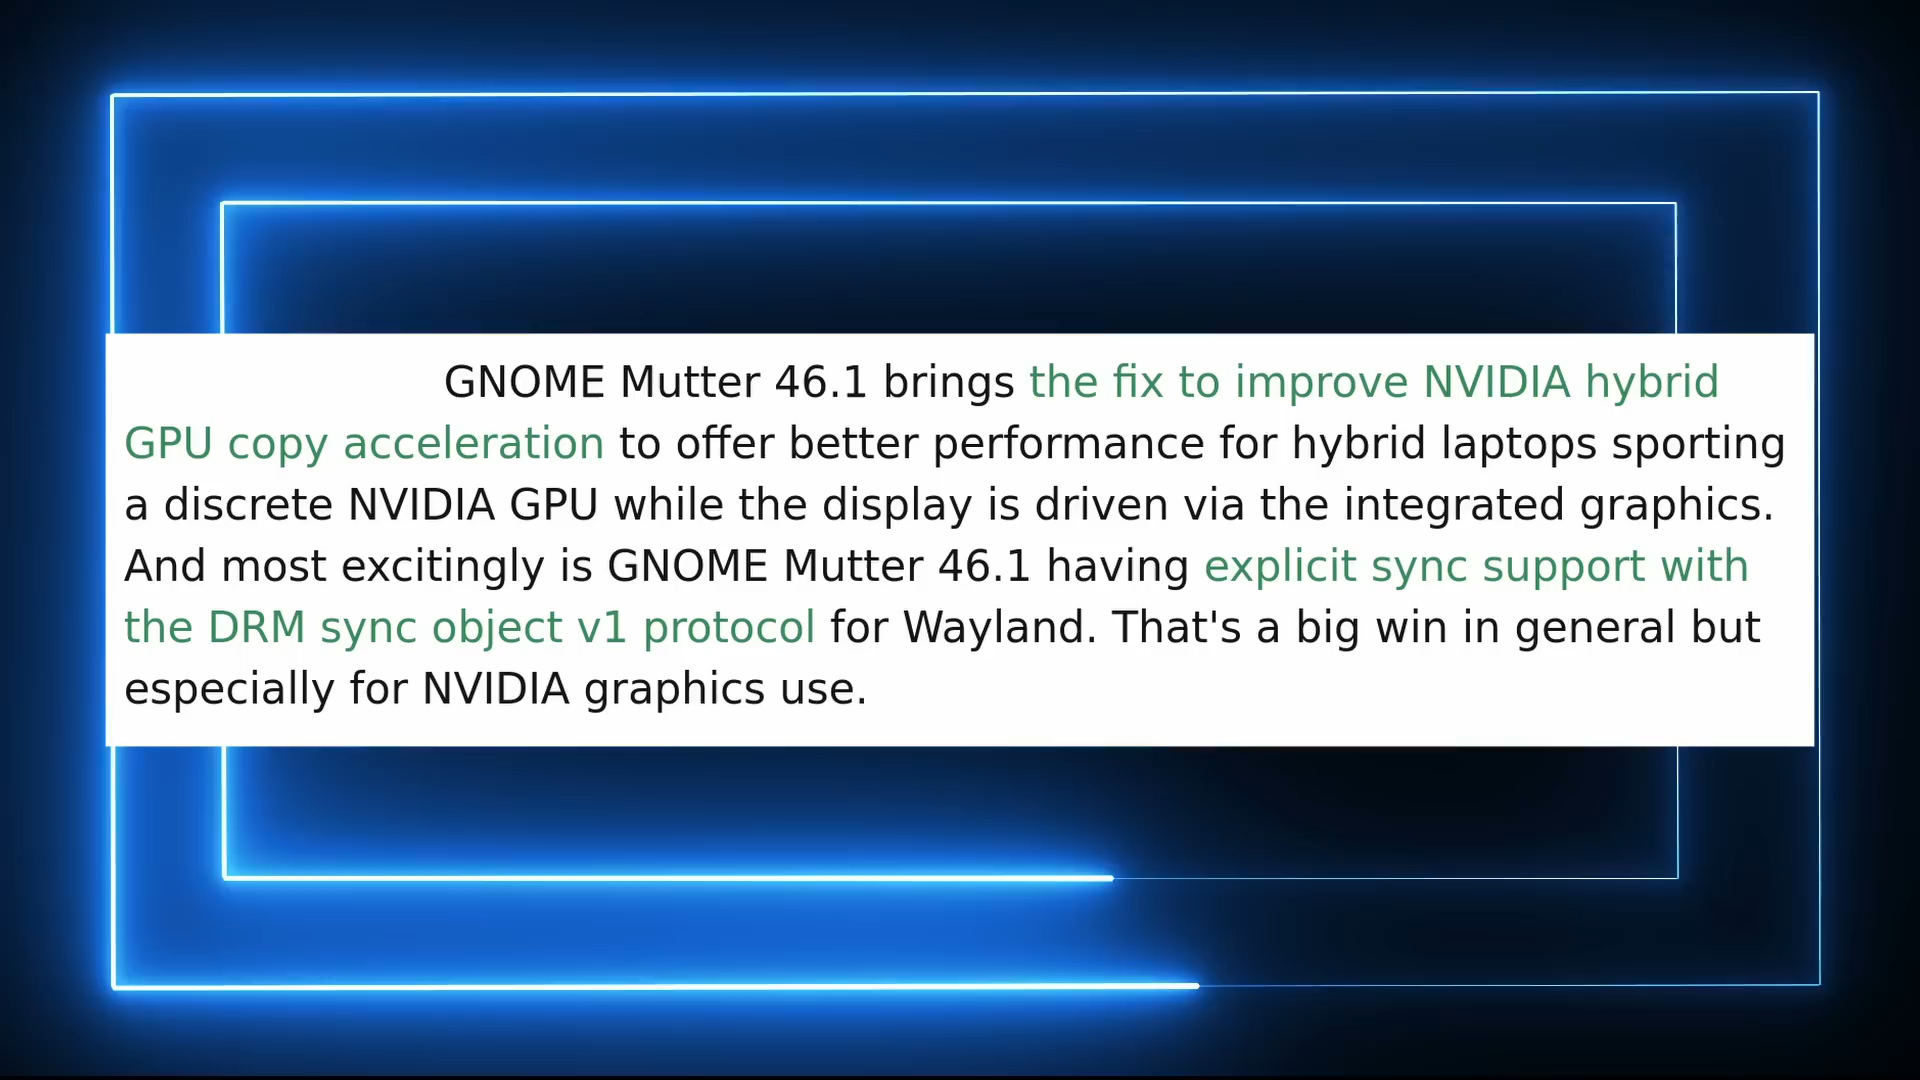 GNOME Mutter 46.1 brings the fix to improve NVIDIA hybrid
GPU copy acceleration to offer better performance for hybrid laptops sporting
a discrete NVIDIA GPU while the display is driven via the integrated graphics.
And most excitingly is GNOME Mutter 46.1 having explicit sync support with
the DRM sync object v1 protocol for Wayland. That's a big win in general but
especially for NVIDIA graphics use.